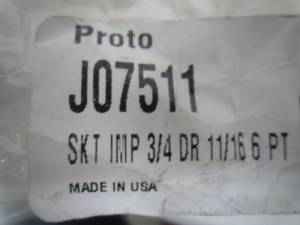 Proto
J07511
SKT IMP 3/4 DR 11/16 6 PT
MADE IN USA